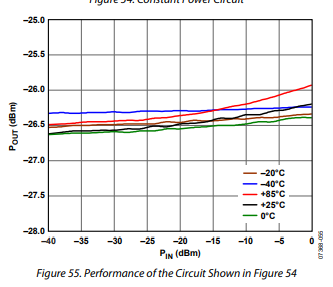 Figure 54. Constant Power Circuit
–25.0
–25.5
–26.0
–26.5
–27.0
–27.5
–28.0
POUT (dBm)
–20°C
–40°C
+85°C
+25°C
0°C
–40 –35 –30 –25 –20 –15 –10 –5 0
PIN (dBm)
07368-055
Figure 55. Performance of the Circuit Shown in Figure 54